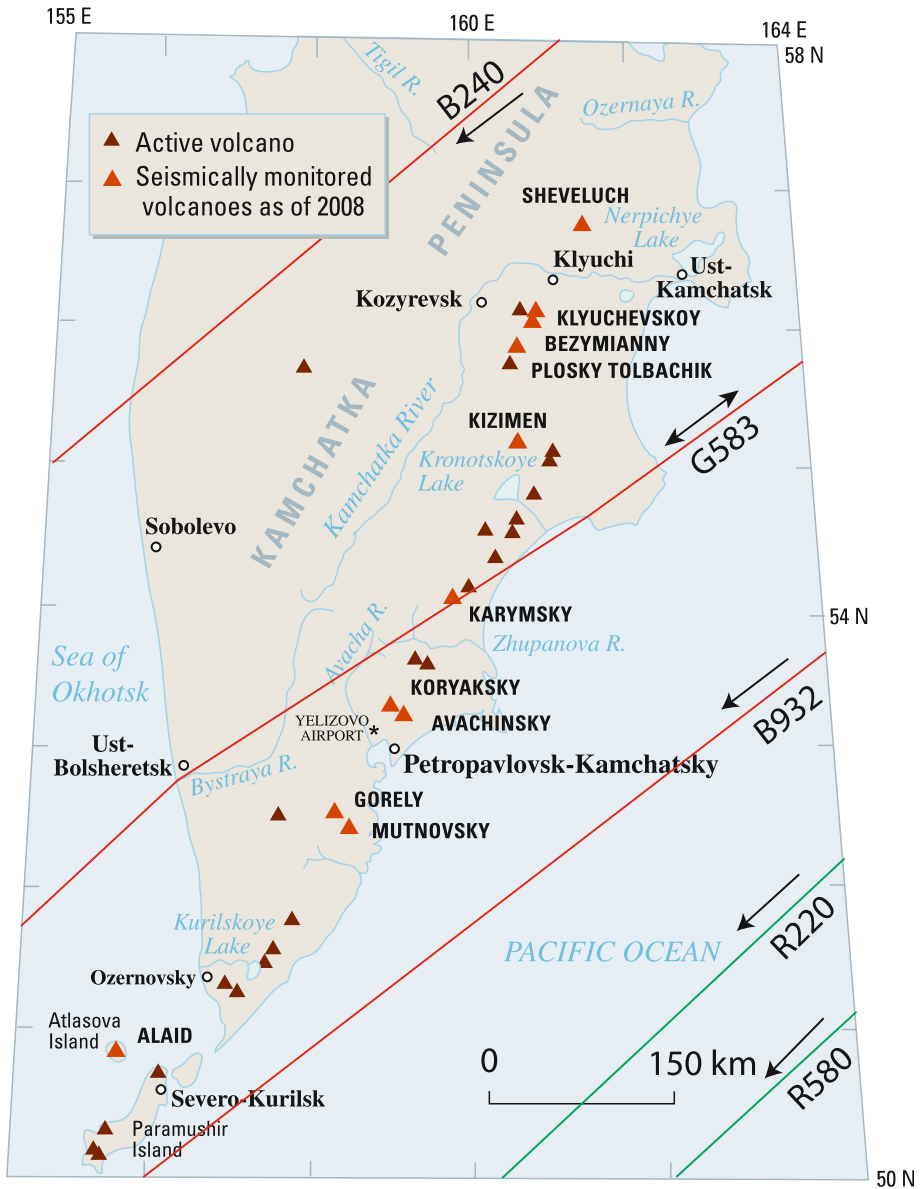 155 E
160 E
164 E
58 N
Tigil R.
B240
Ozernaya R.
PENINSULA
Active volcano
Seismically monitored
volcanoes as of 2008
SHEVELUCH
Nerpichye
Lake
Klyuchi
Ust-
Kamchatsk
Kozyrevsk
KLYUCHEVSKOY
BEZYMIANNY
PLOSKY TOLBACHIK
KAMCHATKA
Kamchatka River
KIZIMEN
G583
Kronotskoye
Lake
Sobolevo
KARYMSKY
54 N
Avacha R.
Zhupanova R.
Sea of
Okhotsk
KORYAKSKY
B932
YELIZOVO
AIRPORT *
AVACHINSKY
Ust-
Bolsheretsk
Petropavlovsk-Kamchatsky
Bystraya R.
GORELY
MUTNOVSKY
Kurilskoye
Lake
PACIFIC OCEAN
R220
Ozernovsky
Atlasova
Island
ALAID
0
150 km
R580
Severo-Kurilsk
Paramushir
Island
50 N